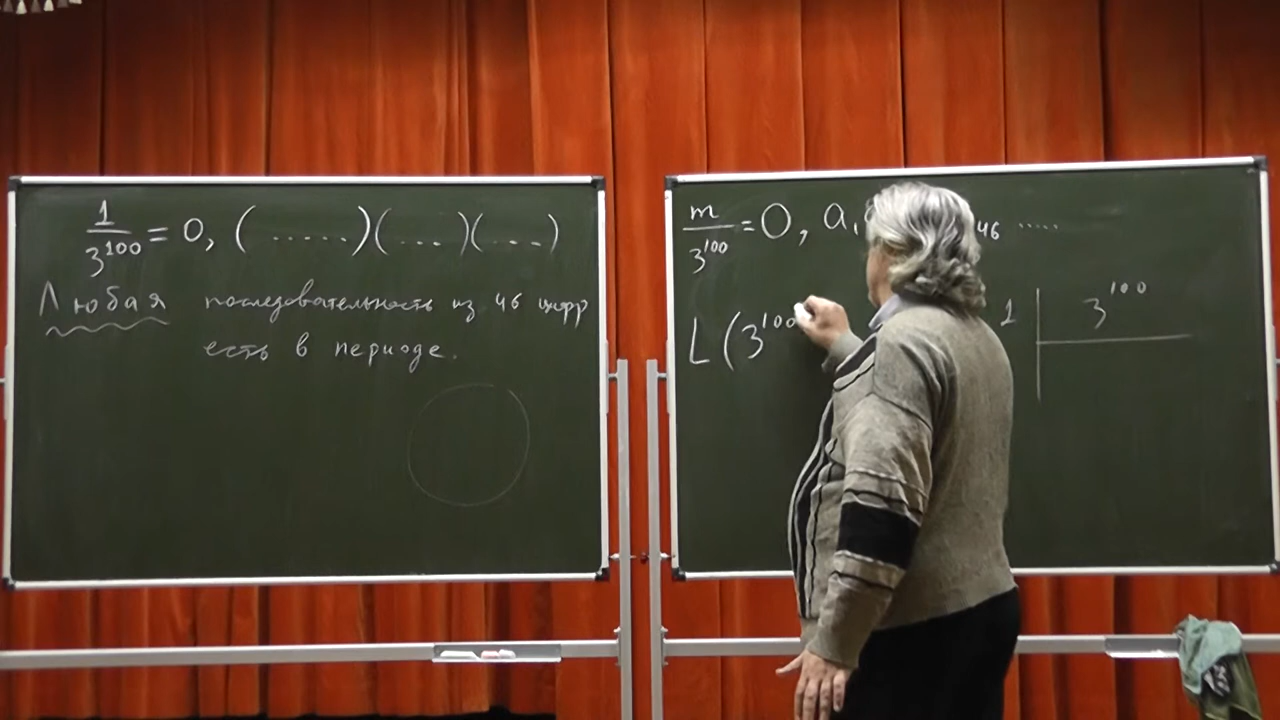 1/3^100 = 0, (.....)(...)(...)
Любая последовательность из 46 цифр
есть в периоде.
m/3^100 = 0, a₁ 46 .....
L (3^100
1 3^100